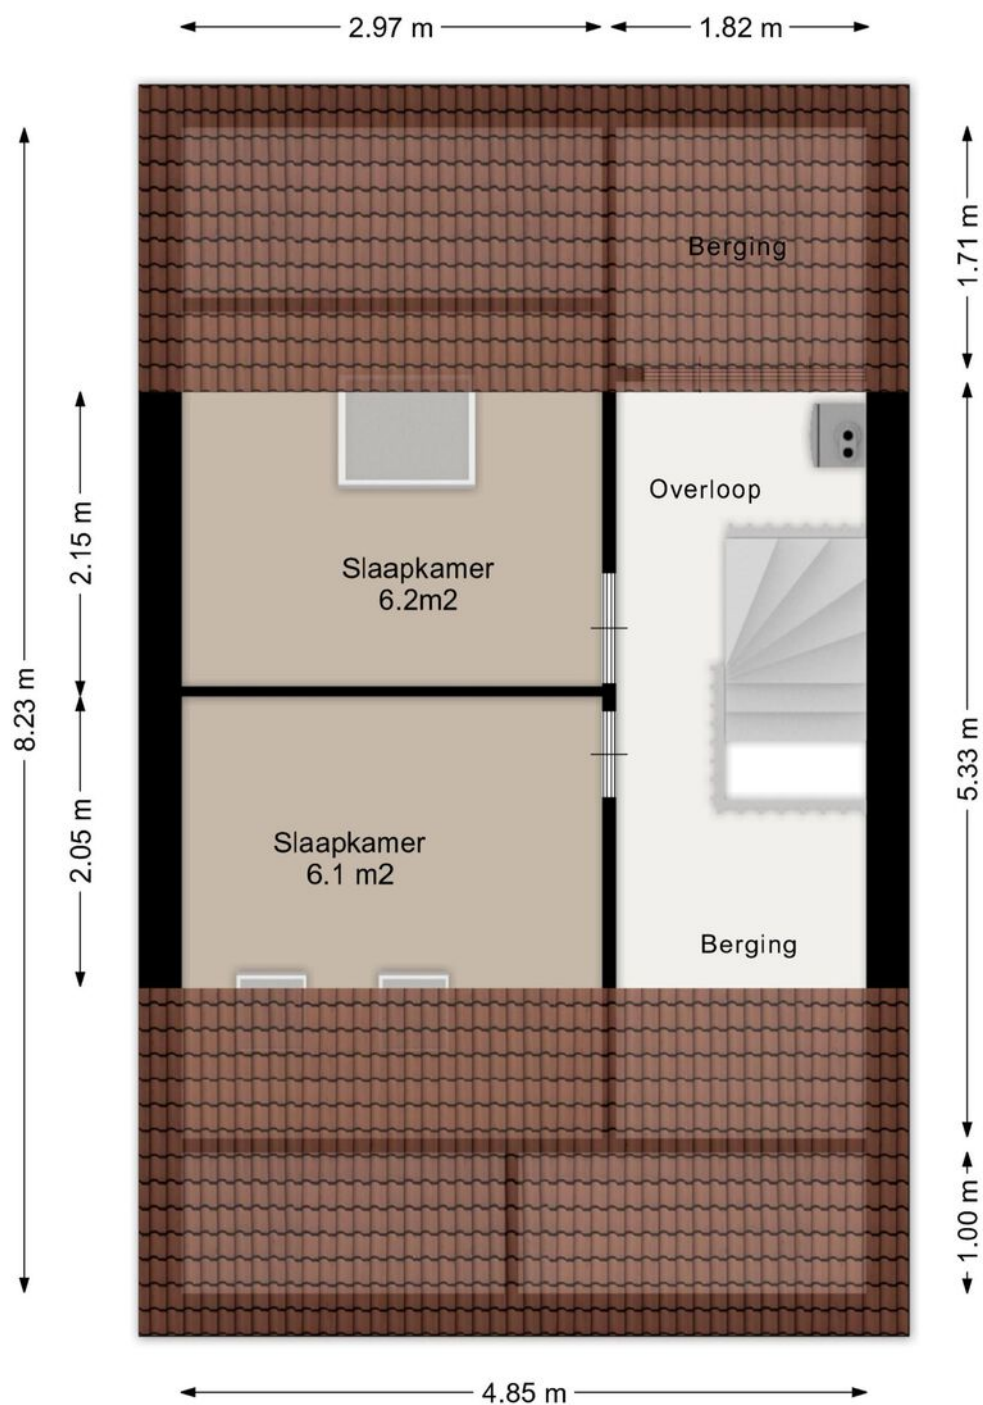 2.97 m
1.82 m
Berging
1.71 m
Overloop
2.15 m
Slaapkamer
6.2m2
8.23 m
5.33 m
2.05 m
Slaapkamer
6.1 m2
Berging
1.00 m
4.85 m